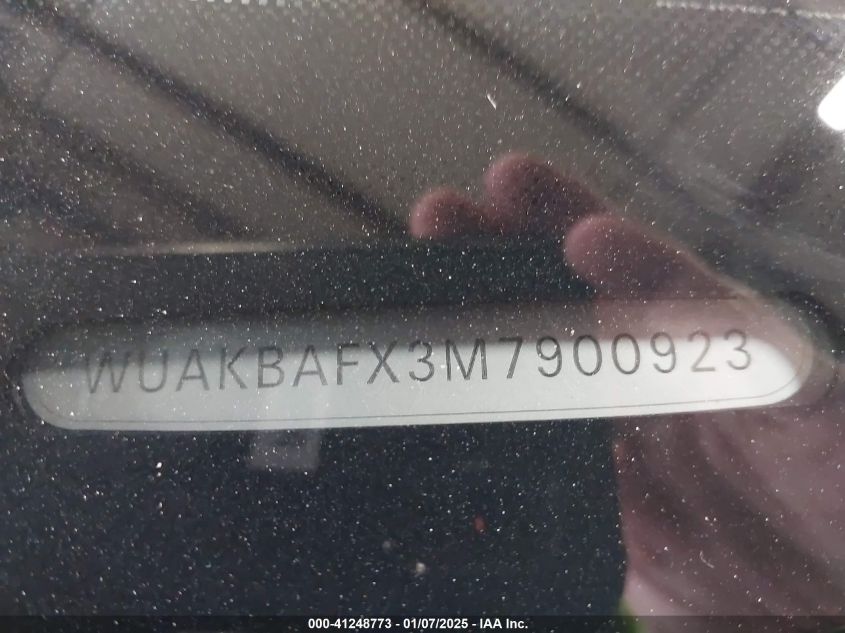 WUAKBAFX3M7900923
000-41248773 - 01/07/2025 - IAA Inc.